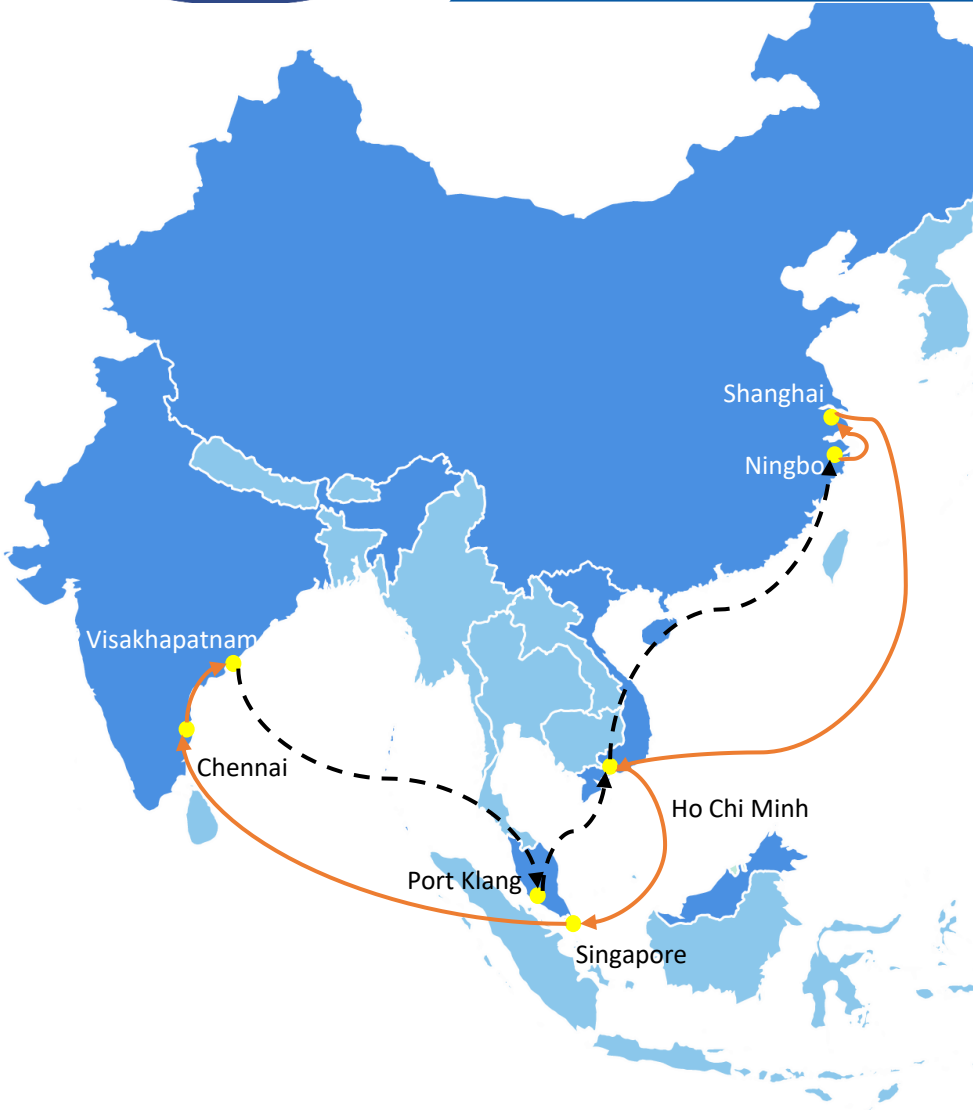 Shanghai
Ningbo
Visakhapatnam
Chennai
Ho Chi Minh
Port Klang
Singapore